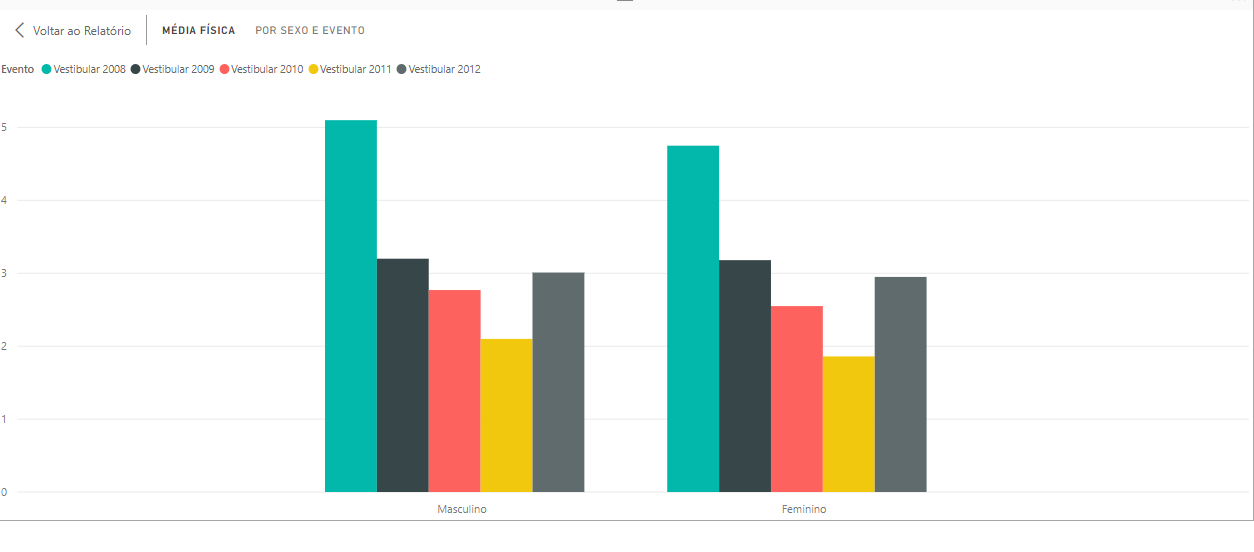 Voltar ao Relatório MÉDIA FÍSICA POR SEXO E EVENTO
Evento Vestibular 2008 Vestibular 2009 Vestibular 2010 Vestibular 2011 Vestibular 2012
5
4
3
2
1
0
Masculino Feminino